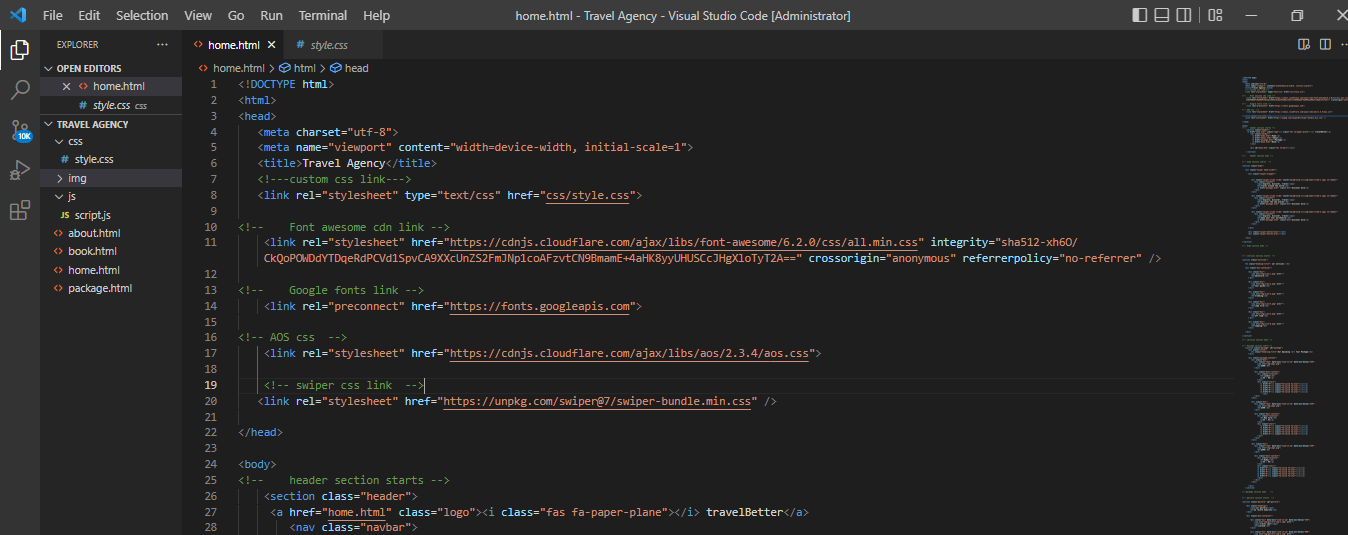 File Edit Selection View Go Run Terminal Help home.html - Travel Agency - Visual Studio Code [Administrator]
EXPLORER ...
OPEN EDITORS
home.html
style.css css
TRAVEL AGENCY
css
style.css
img
js
JS script.js
about.html
book.html
home.html
package.html
10K
home.html # style.css
home.html > html > head
1 <!DOCTYPE html>
2 <html>
3 <head>
4 <meta charset="utf-8">
5 <meta name="viewport" content="width=device-width, initial-scale=1">
6 <title>Travel Agency</title>
7 <!---custom css link--->
8 <link rel="stylesheet" type="text/css" href="css/style.css">
9
10 <!-- Font awesome cdn link -->
11 <link rel="stylesheet" href="https://cdnjs.cloudflare.com/ajax/libs/font-awesome/6.2.0/css/all.min.css" integrity="sha512-xh6O/
CkQoPOWDdYTDqeRdPCVd1SpvCA9XXcUnZS2FmJNp1coAFzvtCN9BmamE+4aHK8yyUHUSCcJHgXloTyT2A==" crossorigin="anonymous" referrerpolicy="no-referrer" />
12
13 <!-- Google fonts link -->
14 <link rel="preconnect" href="https://fonts.googleapis.com">
15
16 <!-- AOS css -->
17 <link rel="stylesheet" href="https://cdnjs.cloudflare.com/ajax/libs/aos/2.3.4/aos.css">
18
19 <!-- swiper css link -->
20 <link rel="stylesheet" href="https://unpkg.com/swiper@7/swiper-bundle.min.css" />
21
22 </head>
23
24 <body>
25 <!-- header section starts -->
26 <section class="header">
27 <a href="home.html" class="logo"><i class="fas fa-paper-plane"></i> travelBetter</a>
28 <nav class="navbar">